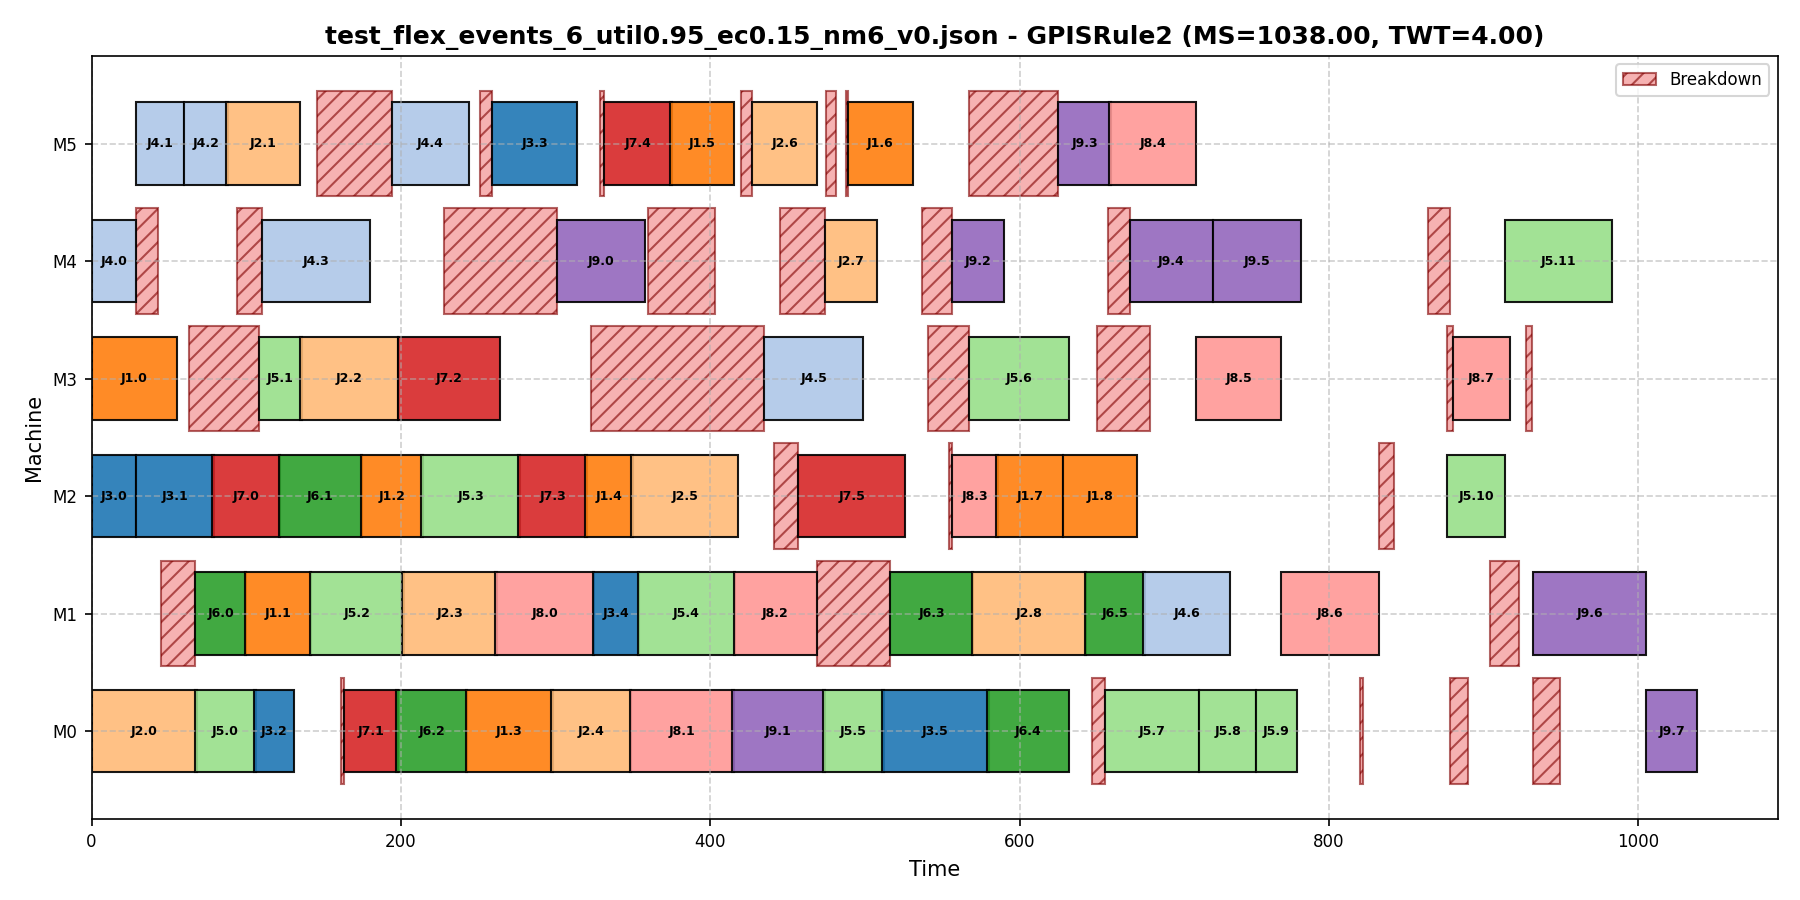 test_flex_events_6_util0.95_ec0.15_nm6_v0.json - GPISRule2 (MS=1038.00, TWT=4.00)
Breakdown
M5
J4.1 J4.2 J2.1 J4.4 J3.3 J7.4 J1.5 J2.6 J1.6 J9.3 J8.4
M4
J4.0 J4.3 J9.0 J2.7 J9.2 J9.4 J9.5 J5.11
M3
J1.0 J5.1 J2.2 J7.2 J4.5 J5.6 J8.5 J8.7
M2
J3.0 J3.1 J7.0 J6.1 J1.2 J5.3 J7.3 J1.4 J2.5 J7.5 J8.3 J1.7 J1.8 J5.10
M1
J6.0 J1.1 J5.2 J2.3 J8.0 J3.4 J5.4 J8.2 J6.3 J2.8 J6.5 J4.6 J8.6 J9.6
M0
J2.0 J5.0 J3.2 J7.1 J6.2 J1.3 J2.4 J8.1 J9.1 J5.5 J3.5 J6.4 J5.7 J5.8 J5.9 J9.7
Machine
0 200 400 600 800 1000
Time